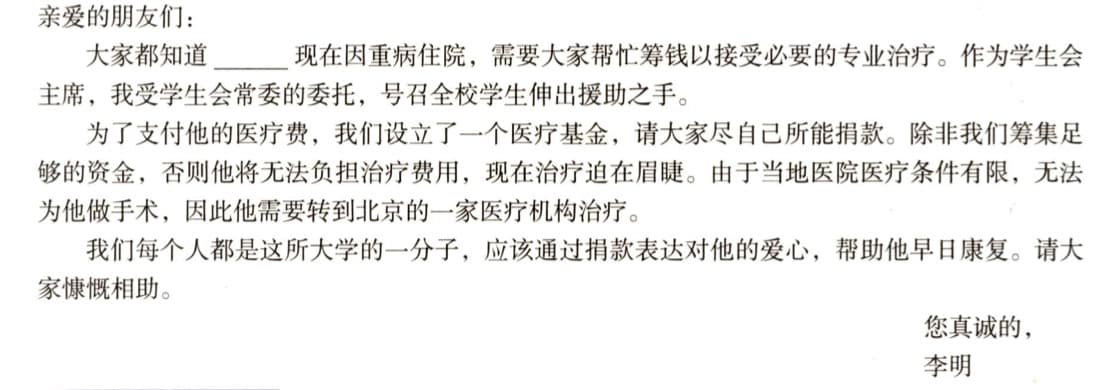 亲爱的朋友们：
大家都知道 ______ 现在因重病住院，需要大家帮忙筹钱以接受必要的专业治疗。作为学生会
主席，我受学生会常委的委托，号召全校学生伸出援助之手。
为了支付他的医疗费，我们设立了一个医疗基金，请大家尽自己所能捐款。除非我们筹集足
够的资金，否则他将无法负担治疗费用，现在治疗迫在眉睫。由于当地医院医疗条件有限，无法
为他做手术，因此他需要转到北京的一家医疗机构治疗。
我们每个人都是这所大学的一分子，应该通过捐款表达对他的爱心，帮助他早日康复。请大
家慷慨相助。
您真诚的，
李明